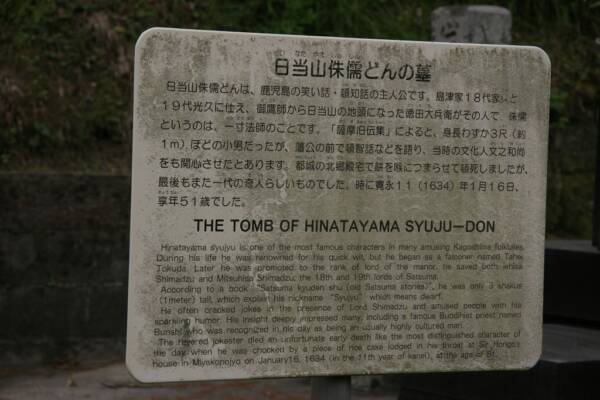 日当山侏儒どんの墓
日当山侏儒どんは、鹿児島の笑い話・頓知話の主人公です。島津家18代家久と
19代光久に仕え、御鷹師から日当山の地頭になった徳田大兵衛がその人で、侏儒
というのは、一寸法師のことです。「薩摩旧伝集」によると、身長わずか3尺(約
1m)ほどの小男だったが、藩公の前で頓智話などを語り、当時の文化人文之和尚
をも関心させたとあります。都城の北郷殿宅で餅を喉につまらせて頓死しましたが、
最後もまた一代の奇人らしいものでした。時に寛永11(1634)年1月16日、
享年51歳でした。
THE TOMB OF HINATAYAMA SYUJU-DON
Hinatayama syujyu is one of the most famous characters in many amusing Kagoshima folktales.
During his life he was renowned for his quick wit, but he began as a falconer named Tahei
Tokuda. Later he was promoted to the rank of lord of the manor, he saved both
Shimadzu and Mitsuhisa Shimadzu, the 18th and 19th lords of Satsuma.
According to a book "Satsuma kyuden shu (old Satsuma stories)", he was only 3 shakus
(1meter) tall, which explain his nickname "Syuju" which means dwarf.
He often cracked jokes in the presence of Lord Shimadzu and amused people with his
sparkling humor. His insight deeply impressed many, including a famous Buddhist priest named
Bunshi who was recognized in his day as being an usually highly cultured man.
The revered jokester died an unfortunate early death like the most distinguished character of
the day when he was chocked by a piece of rice cake lodged in his throat at Sir Hongo's
house in Miyakonojyo on January16, 1634 (in the 11th year of kanei), at the age of 51.